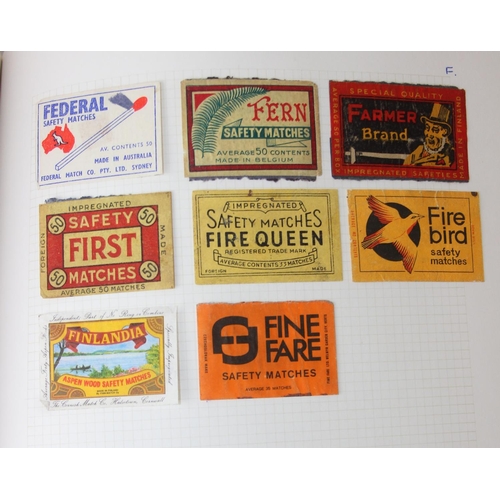 F.
FEDERAL
SAFETY MATCHES
AV. CONTENTS 50
MADE IN AUSTRALIA
FEDERAL MATCH CO. PTY. LTD. SYDNEY
FERN
SAFETY MATCHES
AVERAGE 50 CONTENTS
MADE IN BELGIUM
SPECIAL QUALITY
FARMER
Brand
IMPREGNATED SAFETIES
IMPREGNATED
FOREIGN
MADE
50
50
SAFETY
FIRST
MATCHES
50
50
AVERAGE 50 MATCHES
IMPREGNATED
SAFETY MATCHES
FIRE QUEEN
REGISTERED TRADE MARK
AVERAGE CONTENTS 53 MATCHES
FOREIGN
MADE
Fire
bird
safety
matches
FINLANDIA
ASPEN WOOD SAFETY MATCHES
FINE
FARE
SAFETY MATCHES